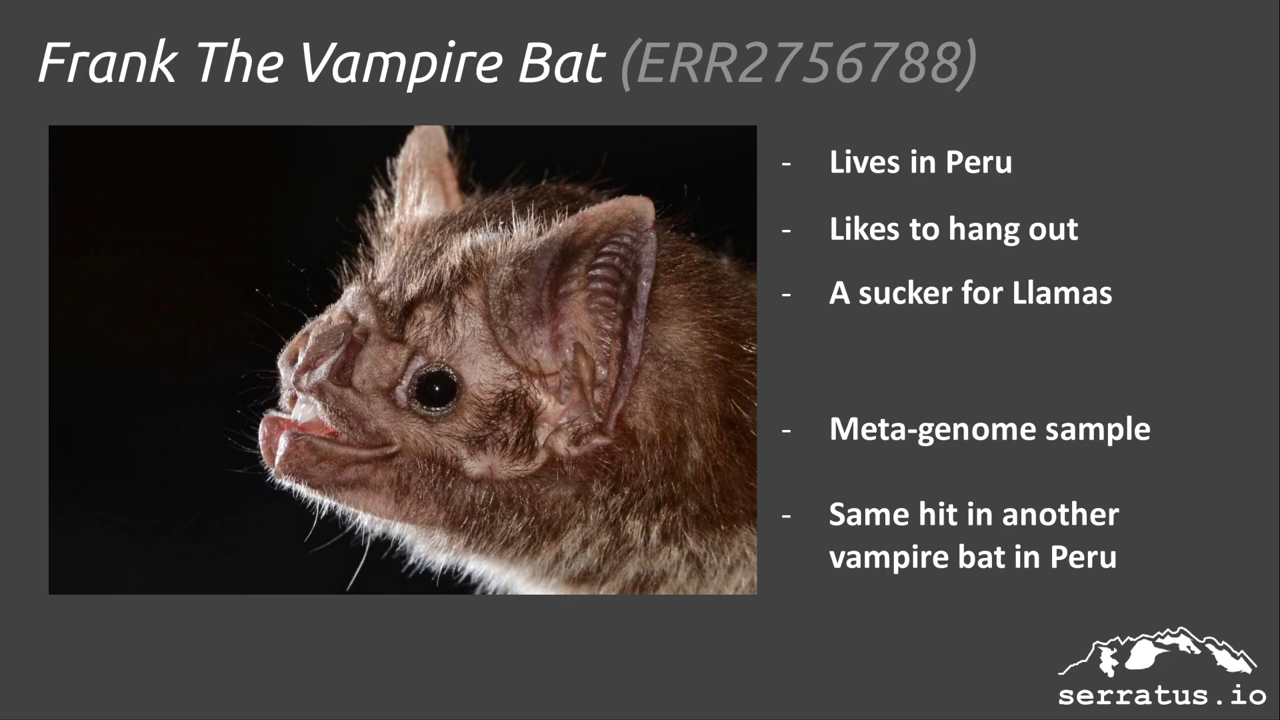 Frank The Vampire Bat (ERR2756788)
- Lives in Peru
- Likes to hang out
- A sucker for Llamas
- Meta-genome sample
- Same hit in another
vampire bat in Peru
serratus.io